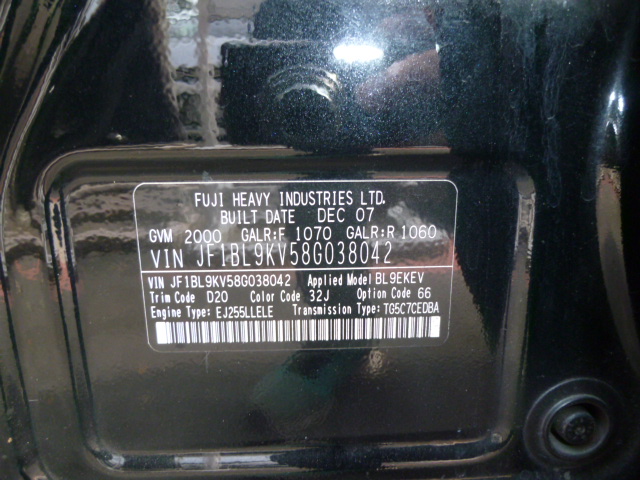 FUJI HEAVY INDUSTRIES LTD.
BUILT DATE DEC 07
GVM 2000 GALR:F 1070 GALR:R 1060
VIN JF1BL9KV58G038042
VIN JF1BL9KV58G038042 Applied Model BL9EKEV
Trim Code D20 Color Code 32J Option Code 66
Engine Type: EJ255LLELE Transmission Type: TG5C7CEDBA